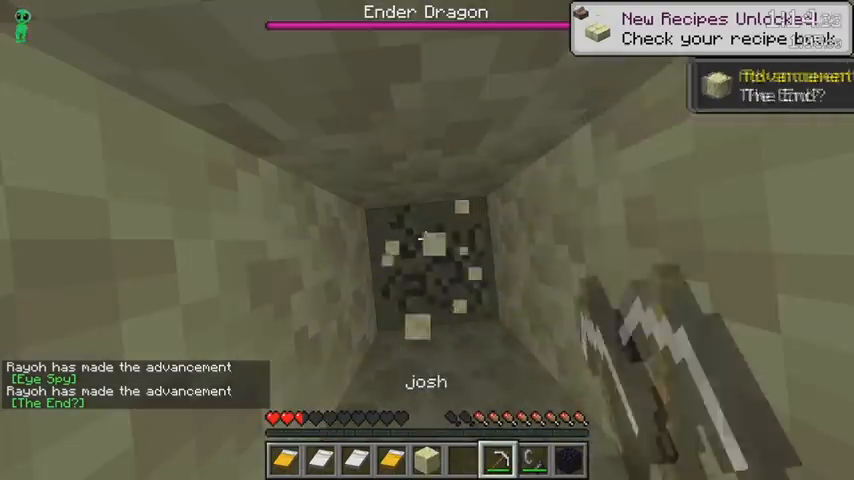 Ender Dragon
New Recipes Unlocked!
Check your recipe book
The End?
Rayoh has made the advancement
[Eye Spy]
Rayoh has made the advancement
[The End?]
josh